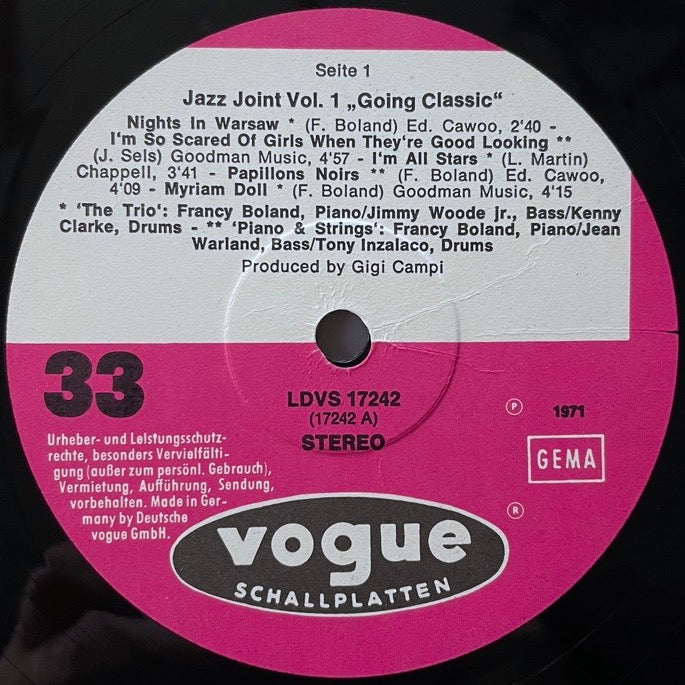 Seite 1
Jazz Joint Vol. 1 „Going Classic“
Nights In Warsaw * (F. Boland) Ed. Cawoo, 2'40 -
I'm So Scared Of Girls When They're Good Looking **
(J. Sels) Goodman Music, 4'57 - I'm All Stars * (L. Martin)
Chappell, 3'41 - Papillons Noirs ** (F. Boland) Ed. Cawoo,
4'09 - Myriam Doll * (F. Boland) Goodman Music, 4'15
* 'The Trio': Francy Boland, Piano/Jimmy Woode jr., Bass/Kenny
Clarke, Drums - ** 'Piano & Strings': Francy Boland, Piano/Jean
Warland, Bass/Tony Inzalaco, Drums
Produced by Gigi Campi
33
LDVS 17242
(17242 A)
STEREO
Ⓟ 1971
GEMA
Urheber- und Leistungsschutz-
rechte, besonders Vervielfälti-
gung (außer zum persönl. Gebrauch),
Vermietung, Aufführung, Sendung,
vorbehalten. Made in Ger-
many by Deutsche
vogue GmbH.
®
vogue
SCHALLPLATTEN